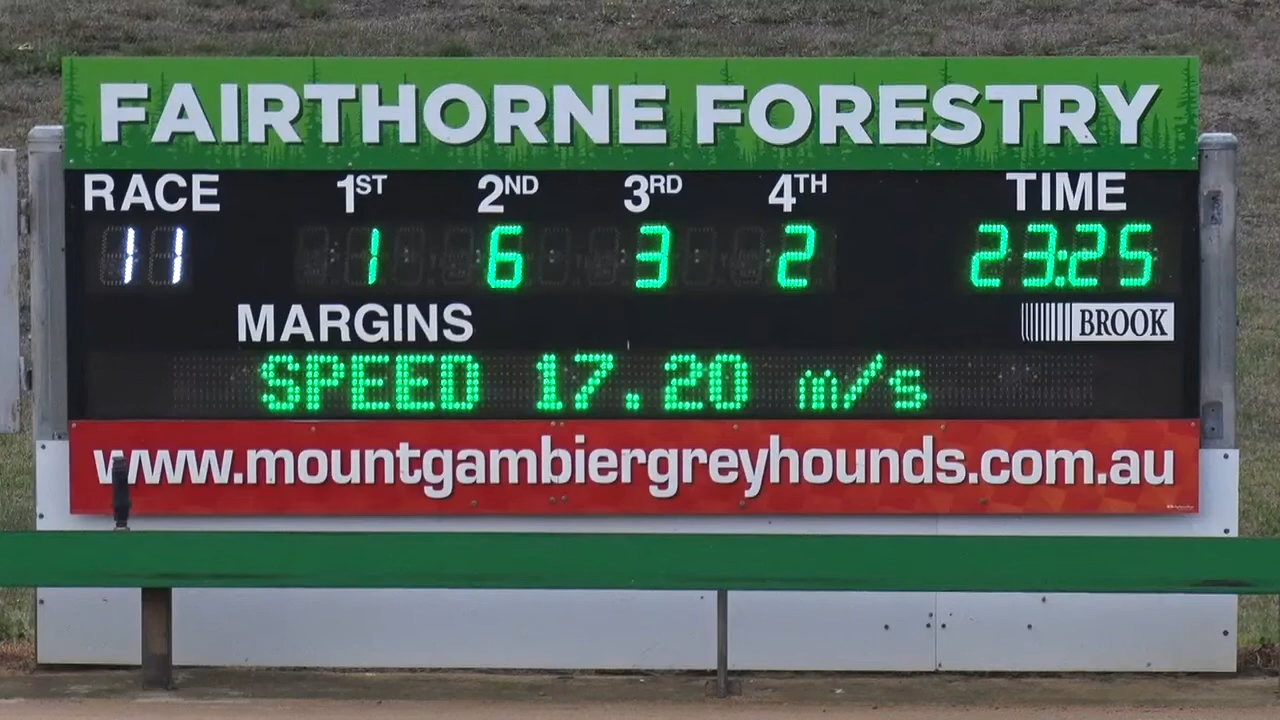 FAIRTHORNE FORESTRY
RACE 1ST 2ND 3RD 4TH TIME
11 1 6 3 2 23:25
MARGINS BROOK
SPEED 17.20 m/s
www.mountgambiergreyhounds.com.au